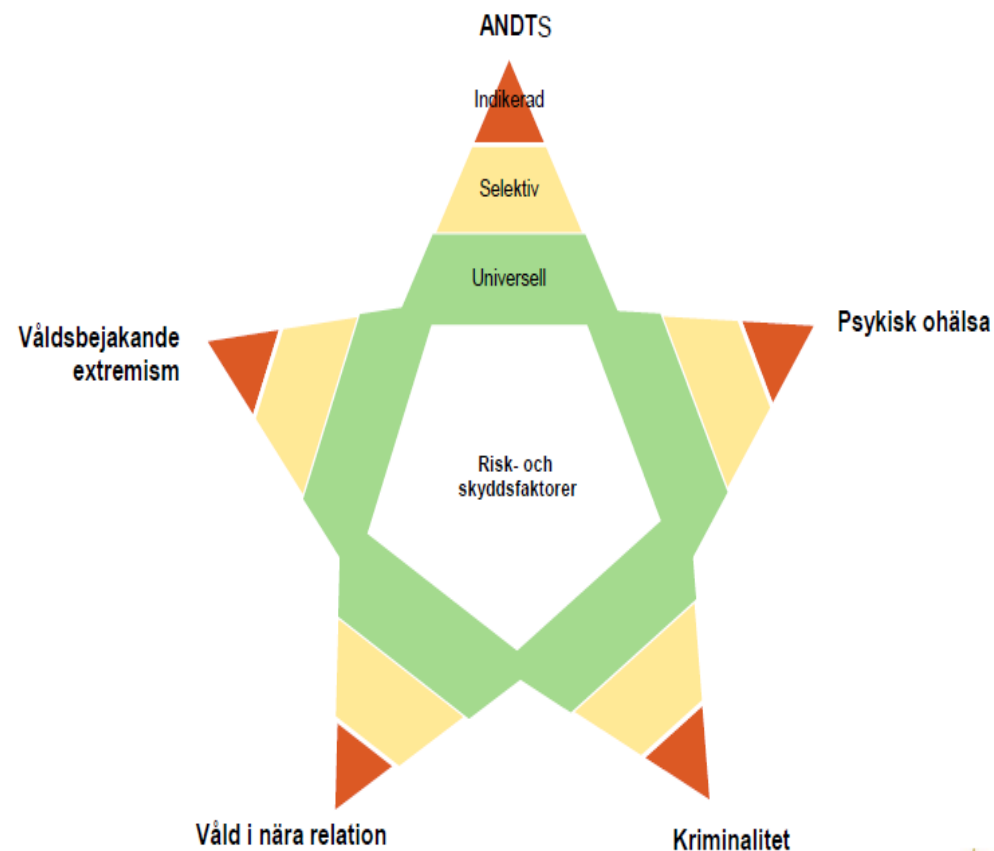 ANDTS
Indikerad
Selektiv
Universell
Våldsbejakande
extremism
Psykisk ohälsa
Risk- och
skyddsfaktorer
Våld i nära relation
Kriminalitet